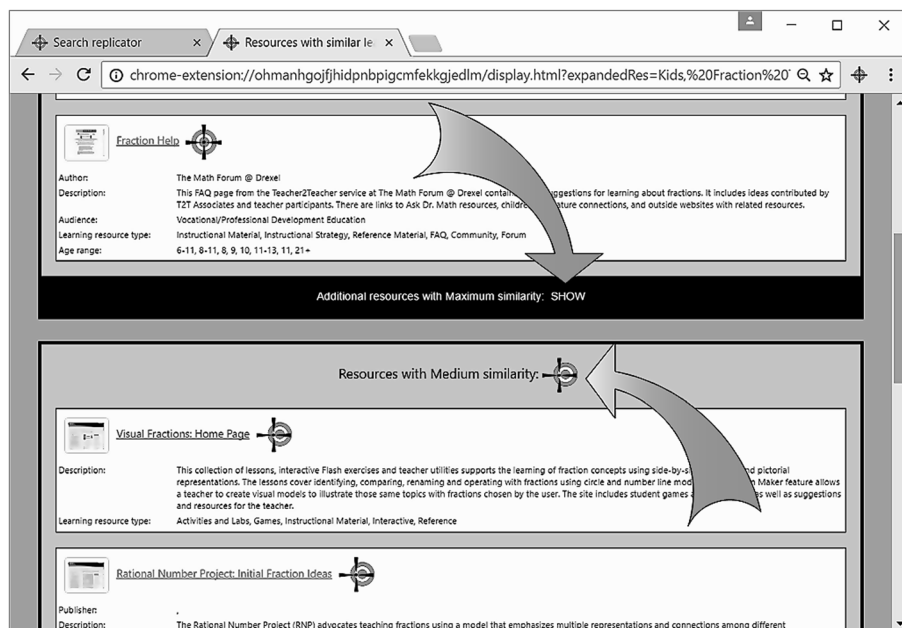 Search replicator
Resources with similar le
chrome-extension://ohmanhgojfjhidpnbpigcmfekkgjedlm/display.html?expandedRes=Kids,%20Fraction%20
Fraction Help
Author: The Math Forum @ Drexel
Description: This FAQ page from the Teacher2Teacher service at The Math Forum @ Drexel uggestions for learning about fractions. It includes ideas contributed by
T2T Associates and teacher participants. There are links to Ask Dr. Math resources, ature connections, and outside websites with related resources.
Audience: Vocational/Professional Development Education
Learning resource type: Instructional Material, Instructional Strategy, Reference Material, FAQ, Community, Forum
Age range: 6-11, 8-11, 8, 9, 10, 11-13, 11, 21+
Additional resources with Maximum similarity: SHOW
Resources with Medium similarity:
Visual Fractions: Home Page
Description: This collection of lessons, interactive Flash exercises and teacher utilities supports the learning of fraction concepts using side-by-s nd pictorial
representations. The lessons cover identifying, comparing, renaming and operating with fractions using circle and number line mod Maker feature allows
a teacher to create visual models to illustrate those same topics with fractions chosen by the user. The site includes student games a as well as suggestions
and resources for the teacher.
Learning resource type: Activities and Labs, Games, Instructional Material, Interactive, Reference
Rational Number Project: Initial Fraction Ideas
Publisher: ,
Description: The Rational Number Project (RNP) advocates teaching fractions using a model that emphasizes multiple representations and connections among different